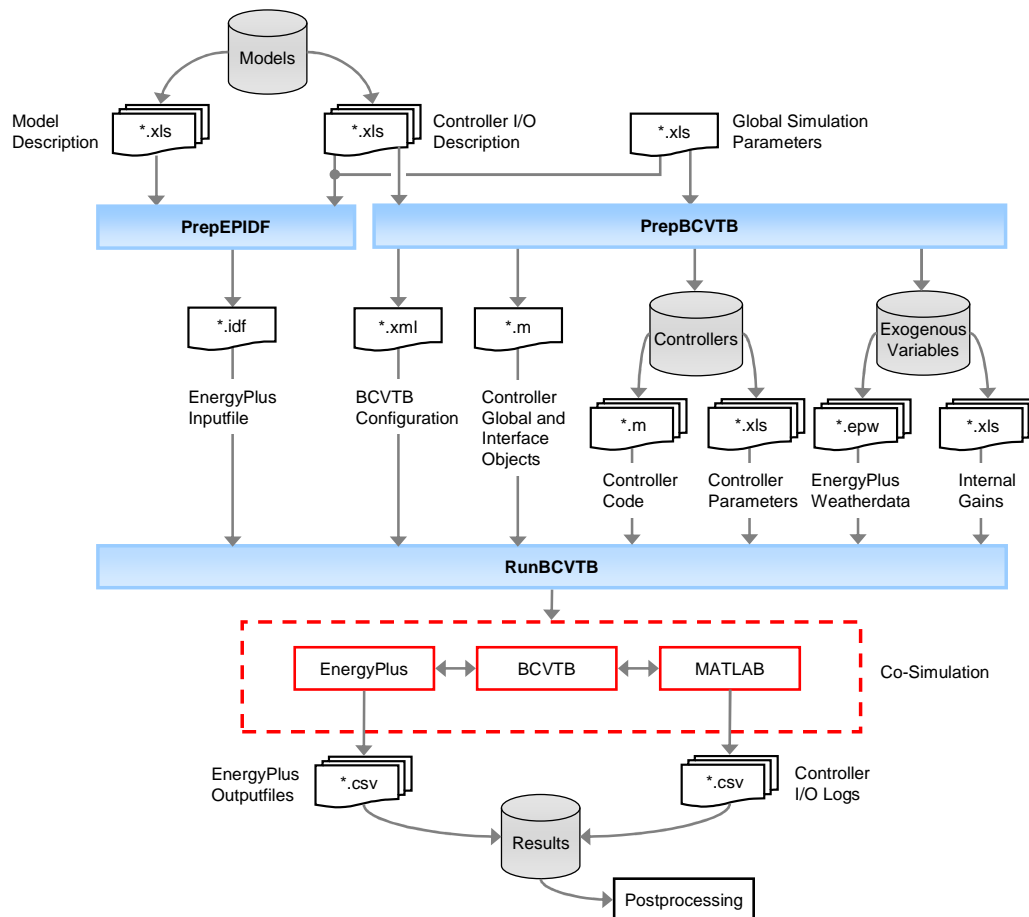 Models
Model
Description
*.xls
*.xls
Controller I/O
Description
*.xls
Global Simulation
Parameters
PrepEPIDF
PrepBCVTB
*.idf
*.xml
*.m
Controllers
Exogenous
Variables
EnergyPlus
Inputfile
BCVTB
Configuration
Controller
Global and
Interface
Objects
*.m
*.xls
*.epw
*.xls
Controller
Code
Controller
Parameters
EnergyPlus
Weatherdata
Internal
Gains
RunBCVTB
EnergyPlus
BCVTB
MATLAB
Co-Simulation
EnergyPlus
Outputfiles
*.csv
*.csv
Controller
I/O Logs
Results
Postprocessing